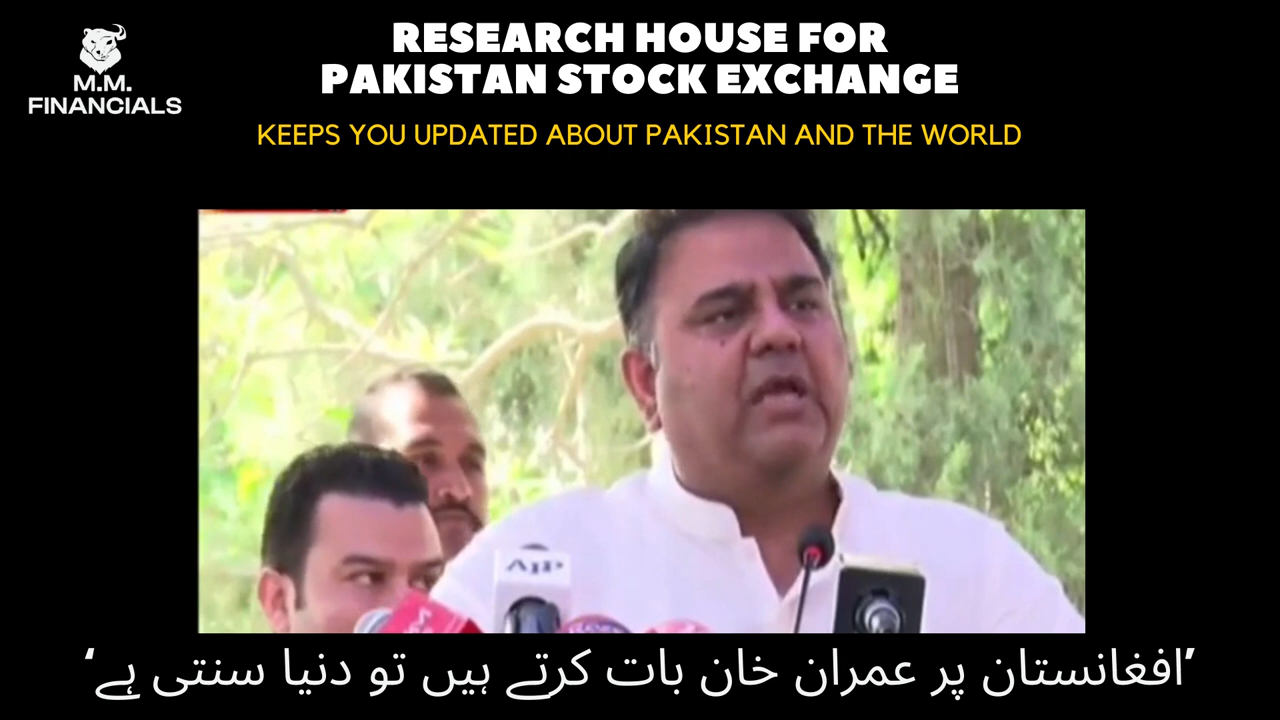 M.M.
FINANCIALS
RESEARCH HOUSE FOR
PAKISTAN STOCK EXCHANGE
KEEPS YOU UPDATED ABOUT PAKISTAN AND THE WORLD
AJP
’افغانستان پر عمران خان بات کرتے ہیں تو دنیا سنتی ہے‘